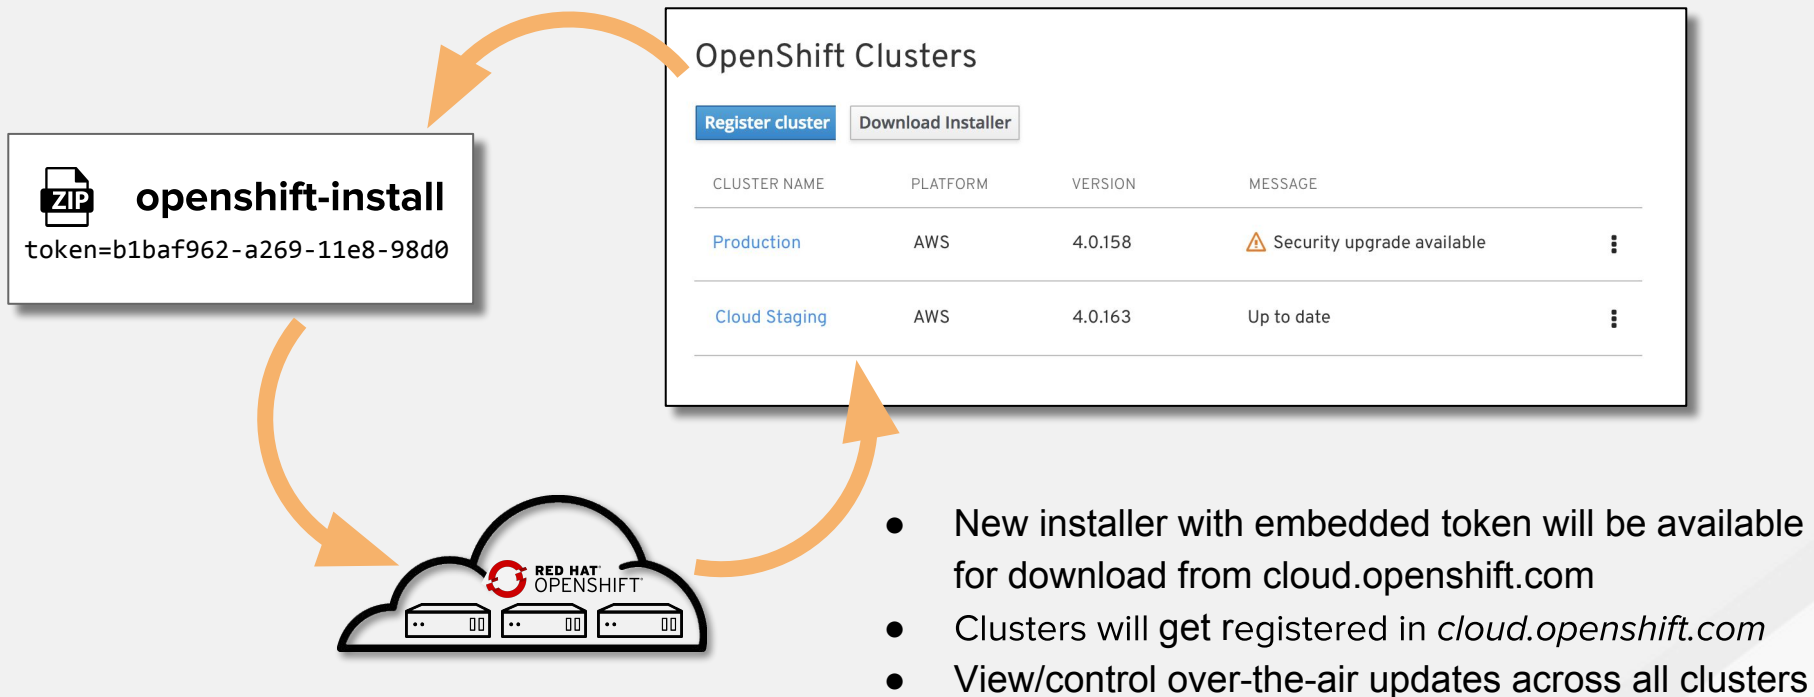 OpenShift Clusters
Register cluster Download Installer
CLUSTER NAME PLATFORM VERSION MESSAGE
Production AWS 4.0.158 Security upgrade available
Cloud Staging AWS 4.0.163 Up to date
ZIP openshift-install
token=b1baf962-a269-11e8-98d0
RED HAT
OPENSHIFT
● New installer with embedded token will be available
for download from cloud.openshift.com
● Clusters will get registered in cloud.openshift.com
● View/control over-the-air updates across all clusters